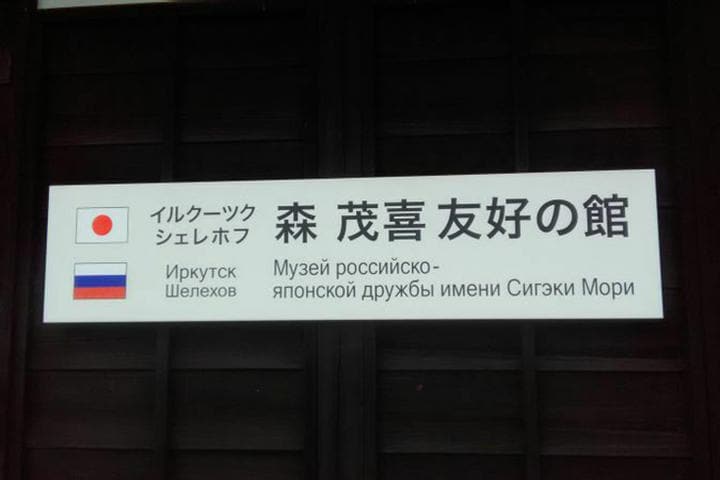 イルクーツク
シェレホフ
森 茂喜 友好の館
Иркутск
Шелехов
Музей российско-
японской дружбы имени Сигэки Мори